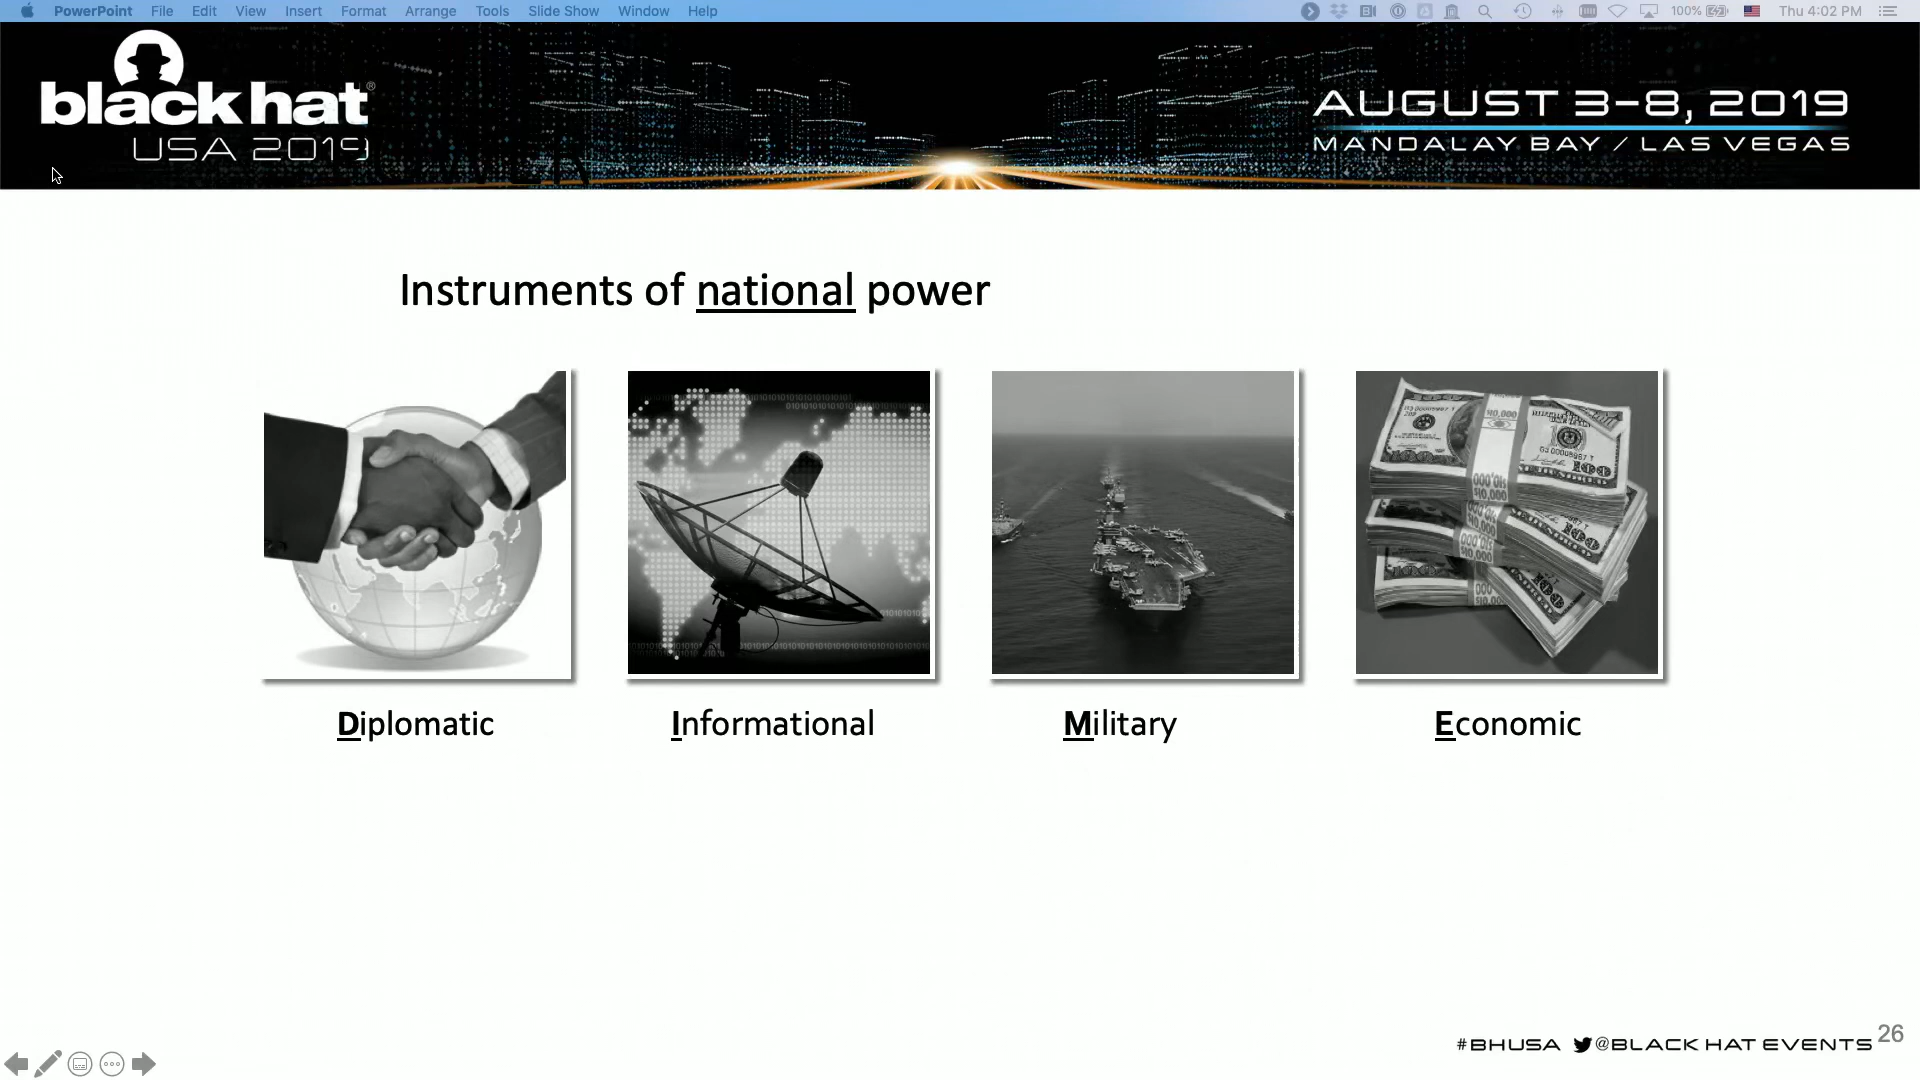 PowerPoint File Edit View Insert Format Arrange Tools Slide Show Window Help 100% Thu 4:02 PM
black hat®
USA 2019
AUGUST 3-8, 2019
MANDALAY BAY / LAS VEGAS
Instruments of national power
Diplomatic Informational Military Economic
#BHUSA @BLACK HAT EVENTS 26